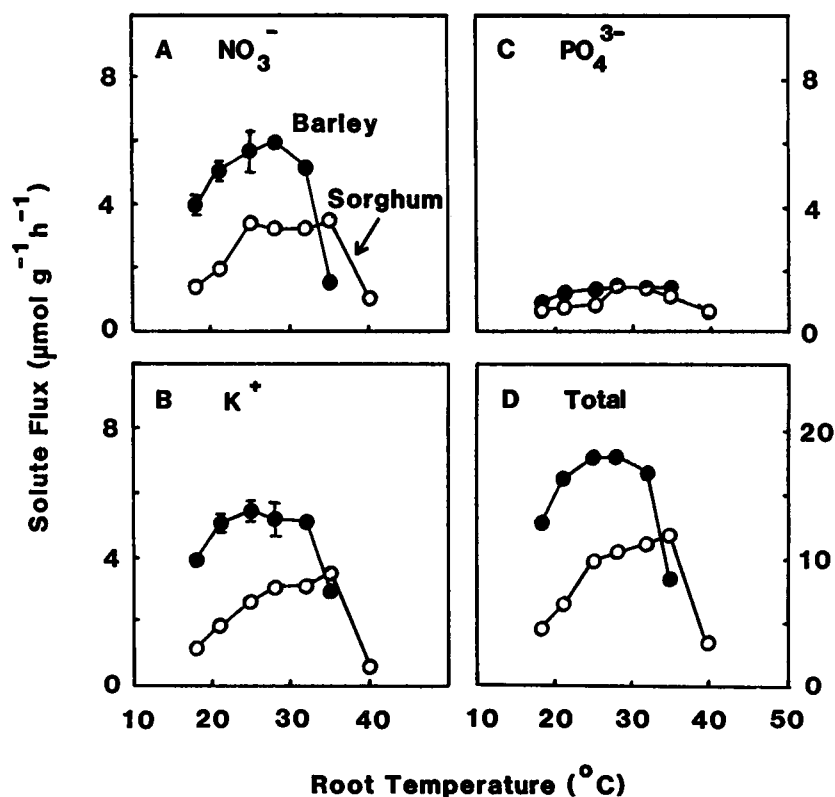 A NO₃⁻
C PO₄³⁻
8
8
Barley
Sorghum
4
4
0
0
B K⁺
D Total
8
20
4
10
0
0
10 20 30 40
10 20 30 40 50
Solute Flux (μmol g⁻¹h⁻¹)
Root Temperature (°C)